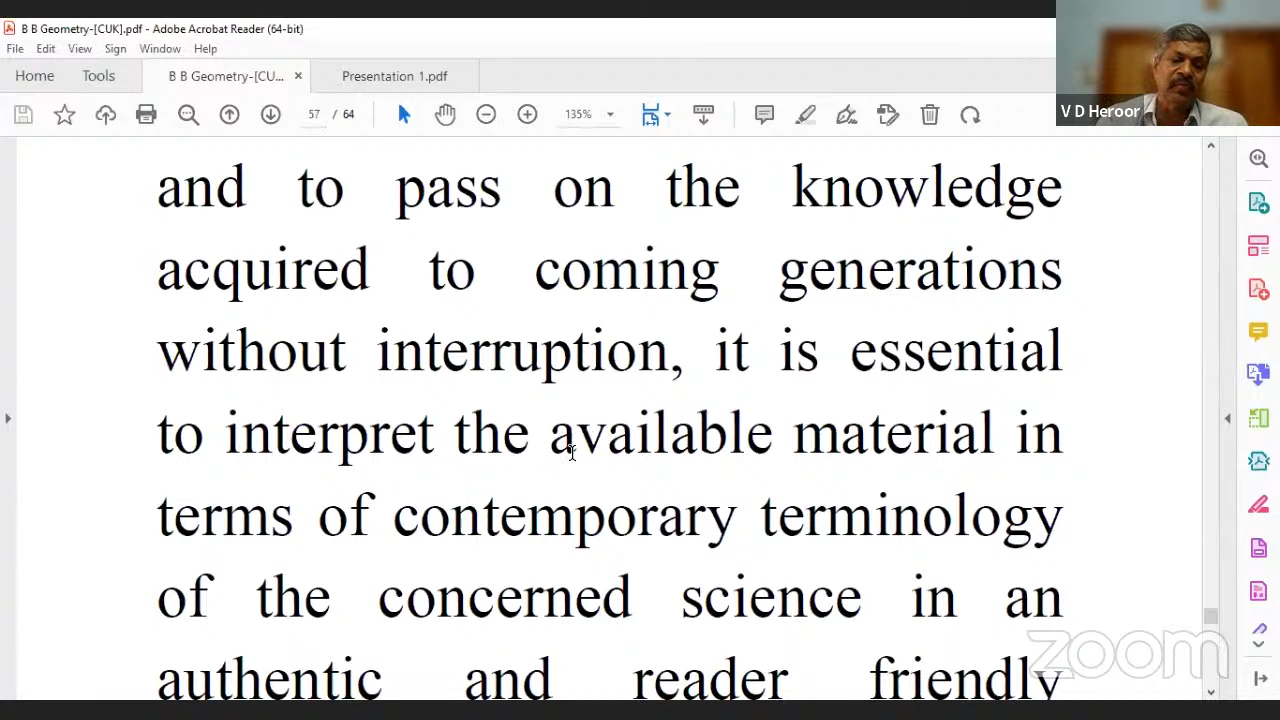 B B Geometry-[CUK].pdf - Adobe Acrobat Reader (64-bit)
File Edit View Sign Window Help
Home Tools B B Geometry-[CU... × Presentation 1.pdf
57 / 64 135%
V D Heroor
and to pass on the knowledge
acquired to coming generations
without interruption, it is essential
to interpret the available material in
terms of contemporary terminology
of the concerned science in an
authentic and reader friendly
zoom